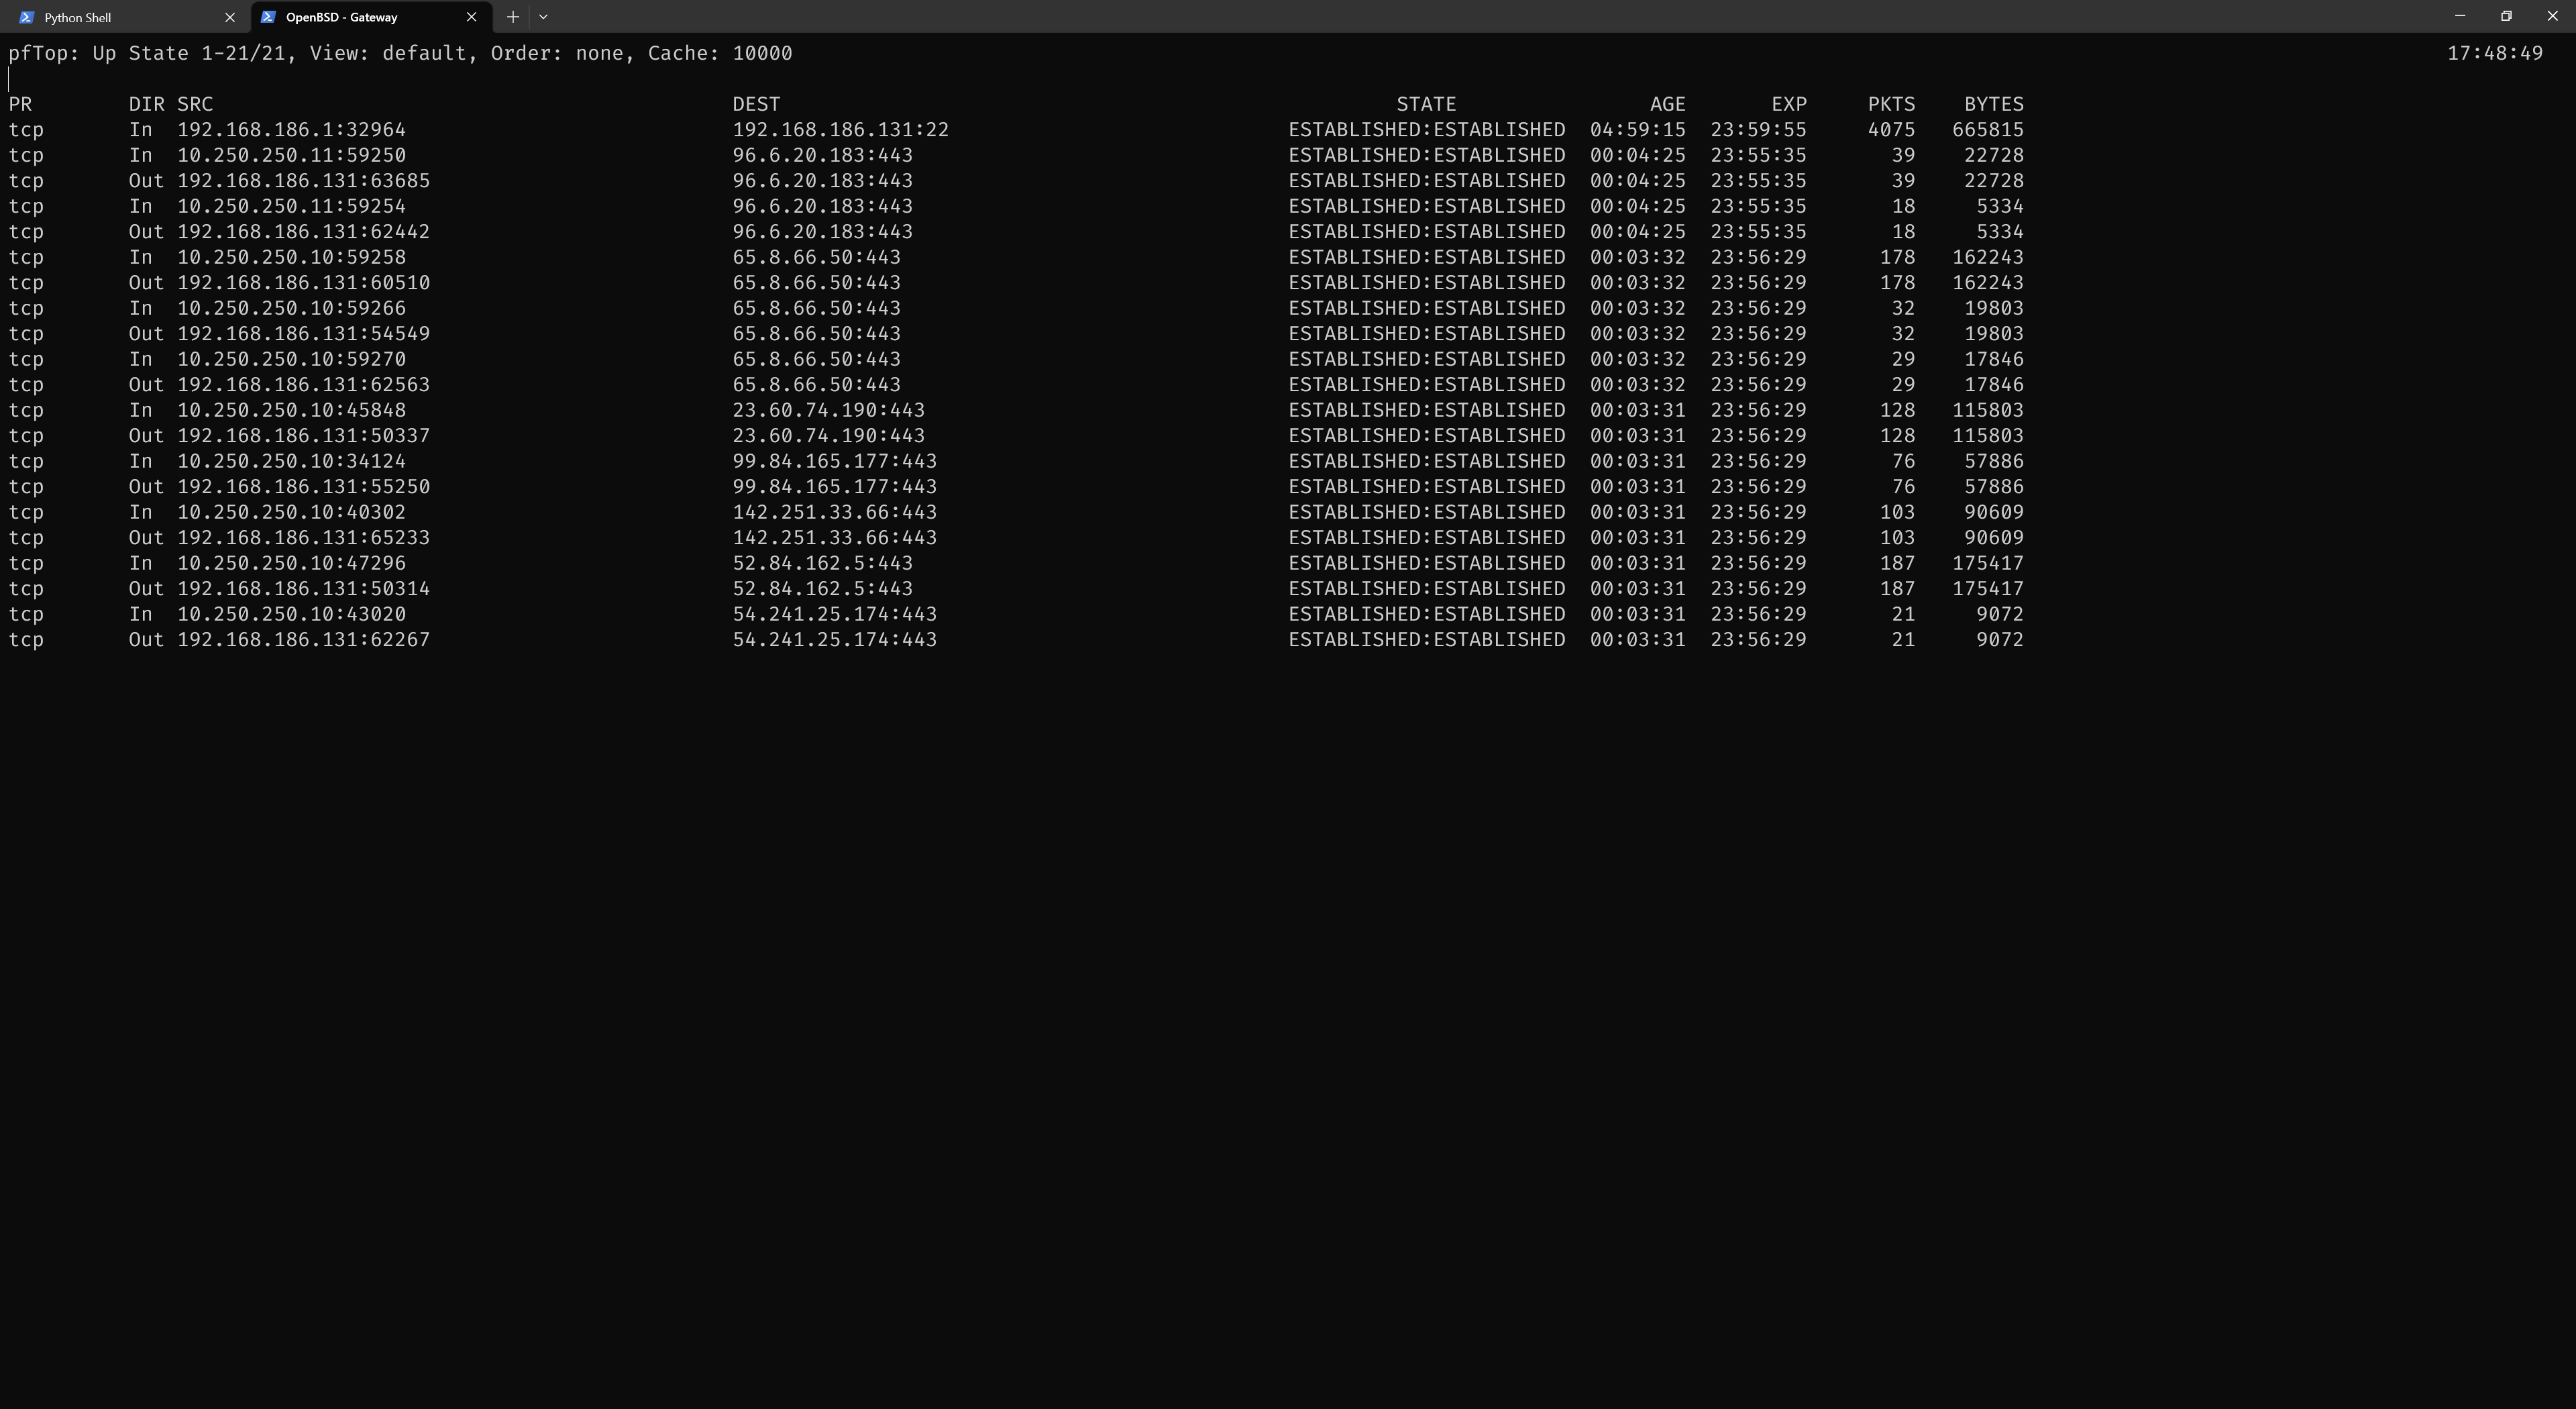 Python Shell OpenBSD - Gateway
pfTop: Up State 1-21/21, View: default, Order: none, Cache: 10000 17:48:49
PR DIR SRC DEST STATE AGE EXP PKTS BYTES
tcp In 192.168.186.1:32964 192.168.186.131:22 ESTABLISHED:ESTABLISHED 04:59:15 23:59:55 4075 665815
tcp In 10.250.250.11:59250 96.6.20.183:443 ESTABLISHED:ESTABLISHED 00:04:25 23:55:35 39 22728
tcp Out 192.168.186.131:63685 96.6.20.183:443 ESTABLISHED:ESTABLISHED 00:04:25 23:55:35 39 22728
tcp In 10.250.250.11:59254 96.6.20.183:443 ESTABLISHED:ESTABLISHED 00:04:25 23:55:35 18 5334
tcp Out 192.168.186.131:62442 96.6.20.183:443 ESTABLISHED:ESTABLISHED 00:04:25 23:55:35 18 5334
tcp In 10.250.250.10:59258 65.8.66.50:443 ESTABLISHED:ESTABLISHED 00:03:32 23:56:29 178 162243
tcp Out 192.168.186.131:60510 65.8.66.50:443 ESTABLISHED:ESTABLISHED 00:03:32 23:56:29 178 162243
tcp In 10.250.250.10:59266 65.8.66.50:443 ESTABLISHED:ESTABLISHED 00:03:32 23:56:29 32 19803
tcp Out 192.168.186.131:54549 65.8.66.50:443 ESTABLISHED:ESTABLISHED 00:03:32 23:56:29 32 19803
tcp In 10.250.250.10:59270 65.8.66.50:443 ESTABLISHED:ESTABLISHED 00:03:32 23:56:29 29 17846
tcp Out 192.168.186.131:62563 65.8.66.50:443 ESTABLISHED:ESTABLISHED 00:03:32 23:56:29 29 17846
tcp In 10.250.250.10:45848 23.60.74.190:443 ESTABLISHED:ESTABLISHED 00:03:31 23:56:29 128 115803
tcp Out 192.168.186.131:50337 23.60.74.190:443 ESTABLISHED:ESTABLISHED 00:03:31 23:56:29 128 115803
tcp In 10.250.250.10:34124 99.84.165.177:443 ESTABLISHED:ESTABLISHED 00:03:31 23:56:29 76 57886
tcp Out 192.168.186.131:55250 99.84.165.177:443 ESTABLISHED:ESTABLISHED 00:03:31 23:56:29 76 57886
tcp In 10.250.250.10:40302 142.251.33.66:443 ESTABLISHED:ESTABLISHED 00:03:31 23:56:29 103 90609
tcp Out 192.168.186.131:65233 142.251.33.66:443 ESTABLISHED:ESTABLISHED 00:03:31 23:56:29 103 90609
tcp In 10.250.250.10:47296 52.84.162.5:443 ESTABLISHED:ESTABLISHED 00:03:31 23:56:29 187 175417
tcp Out 192.168.186.131:50314 52.84.162.5:443 ESTABLISHED:ESTABLISHED 00:03:31 23:56:29 187 175417
tcp In 10.250.250.10:43020 54.241.25.174:443 ESTABLISHED:ESTABLISHED 00:03:31 23:56:29 21 9072
tcp Out 192.168.186.131:62267 54.241.25.174:443 ESTABLISHED:ESTABLISHED 00:03:31 23:56:29 21 9072